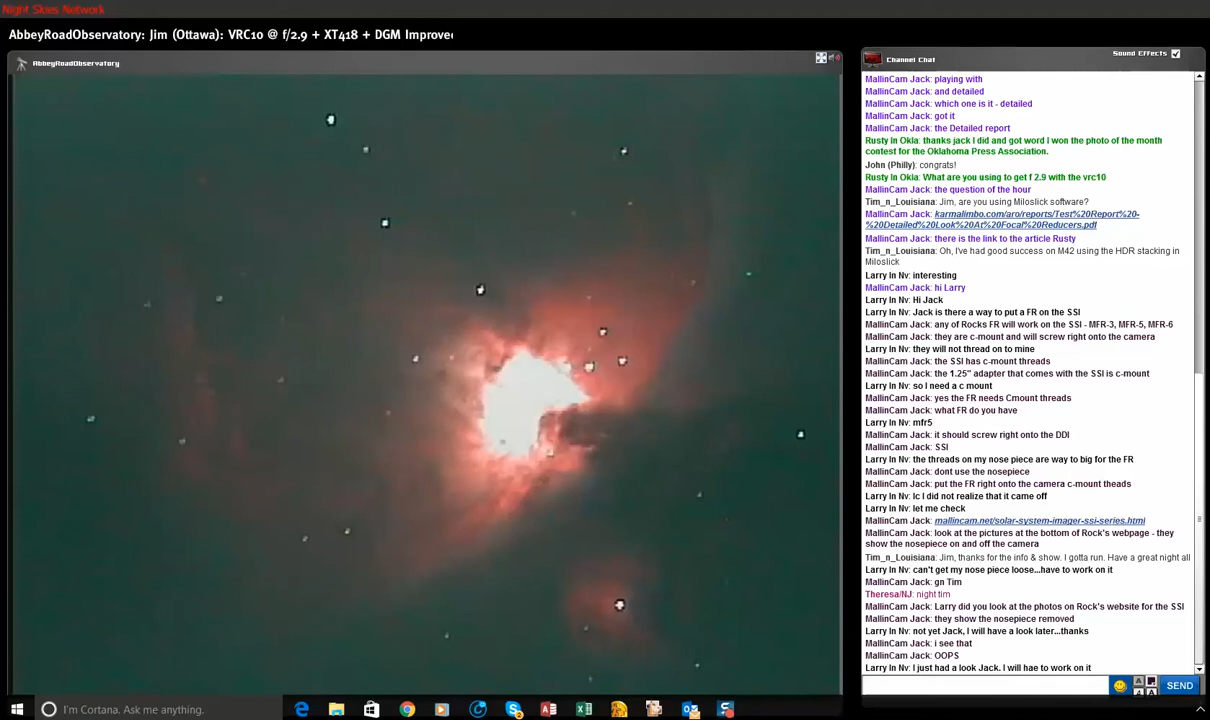 Night Skies Network
AbbeyRoadObservatory: Jim (Ottawa): VRC10 @ f/2.9 + XT418 + DGM Improve
AbbeyRoadObservatory
Channel Chat
Sound Effects
MallinCam Jack: playing with
MallinCam Jack: and detailed
MallinCam Jack: which one is it - detailed
MallinCam Jack: got it
MallinCam Jack: the Detailed report
Rusty In Okla: thanks jack I did and got word I won the photo of the month
contest for the Oklahoma Press Association.
John (Philly): congrats!
Rusty In Okla: What are you using to get f 2.9 with the vrc10
MallinCam Jack: the question of the hour
Tim_n_Louisiana: Jim, are you using Miloslick software?
MallinCam Jack: karmalimbo.com/aro/reports/Test%20Report%20-
%20Detailed%20Look%20At%20Focal%20Reducers.pdf
MallinCam Jack: there is the link to the article Rusty
Tim_n_Louisiana: Oh, I've had good success on M42 using the HDR stacking in
Miloslick
Larry In Nv: interesting
MallinCam Jack: hi Larry
Larry In Nv: Hi Jack
Larry In Nv: Jack is there a way to put a FR on the SSI
MallinCam Jack: any of Rocks FR will work on the SSI - MFR-3, MFR-5, MFR-6
MallinCam Jack: they are c-mount and will screw right onto the camera
Larry In Nv: they will not thread on to mine
MallinCam Jack: the SSI has c-mount threads
MallinCam Jack: the 1.25" adapter that comes with the SSI is c-mount
Larry In Nv: so I need a c mount
MallinCam Jack: yes the FR needs Cmount threads
MallinCam Jack: what FR do you have
Larry In Nv: mfr5
MallinCam Jack: it should screw right onto the DDI
MallinCam Jack: SSI
Larry In Nv: the threads on my nose piece are way to big for the FR
MallinCam Jack: dont use the nosepiece
MallinCam Jack: put the FR right onto the camera c-mount theads
Larry In Nv: Ic I did not realize that it came off
Larry In Nv: let me check
MallinCam Jack: mallincam.net/solar-system-imager-ssi-series.html
MallinCam Jack: look at the pictures at the bottom of Rock's webpage - they
show the nosepiece on and off the camera
Tim_n_Louisiana: Jim, thanks for the info & show. I gotta run. Have a great night all
Larry In Nv: can't get my nose piece loose...have to work on it
MallinCam Jack: gn Tim
Theresa/NJ: night tim
MallinCam Jack: Larry did you look at the photos on Rock's website for the SSI
MallinCam Jack: they show the nosepiece removed
Larry In Nv: not yet Jack, I will have a look later...thanks
MallinCam Jack: i see that
MallinCam Jack: OOPS
Larry In Nv: I just had a look Jack. I will hae to work on it
SEND
I'm Cortana. Ask me anything.